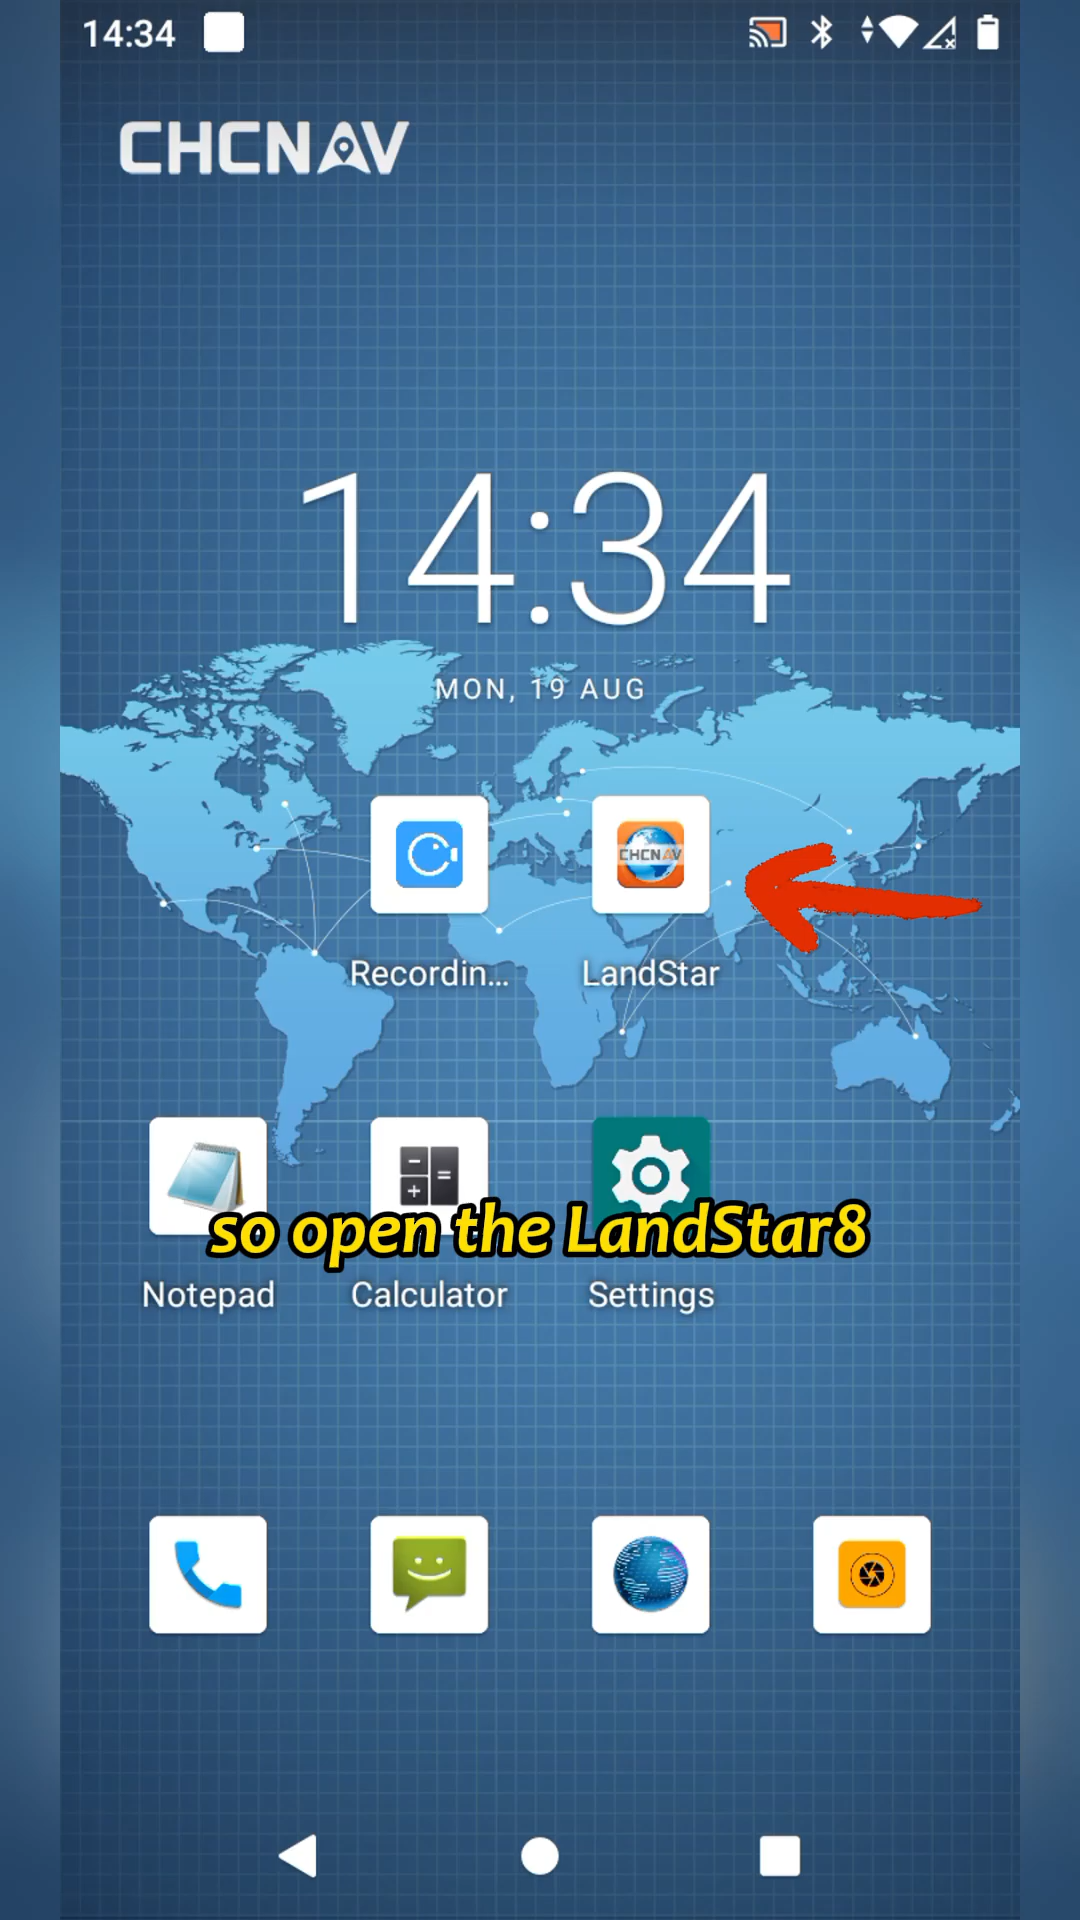 14:34
CHCNAV
14:34
MON, 19 AUG
CHCNAV
Recordin...
LandStar
so open the LandStar8
Notepad
Calculator
Settings